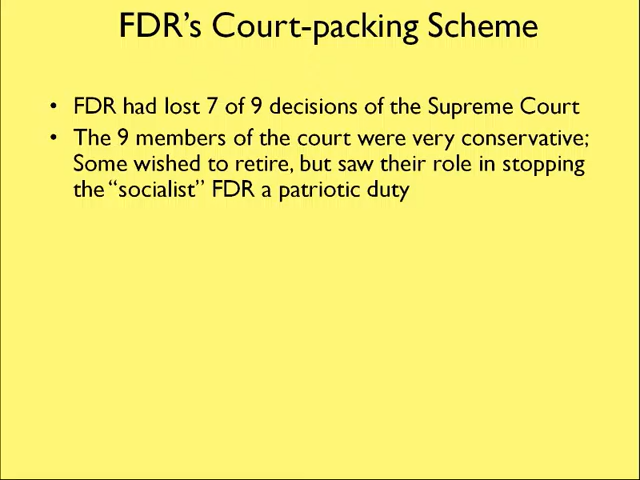 FDR’s Court-packing Scheme
• FDR had lost 7 of 9 decisions of the Supreme Court
• The 9 members of the court were very conservative;
Some wished to retire, but saw their role in stopping
the “socialist” FDR a patriotic duty